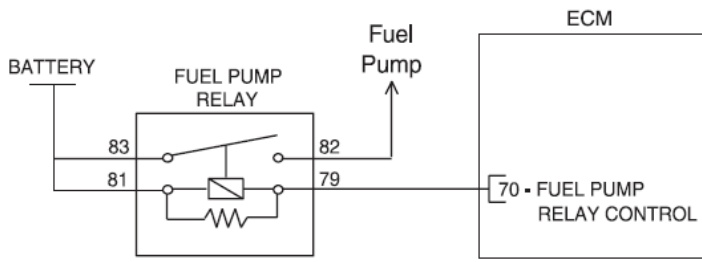 ECM
Fuel
Pump
BATTERY
FUEL PUMP
RELAY
83
82
81
79
70 - FUEL PUMP
RELAY CONTROL